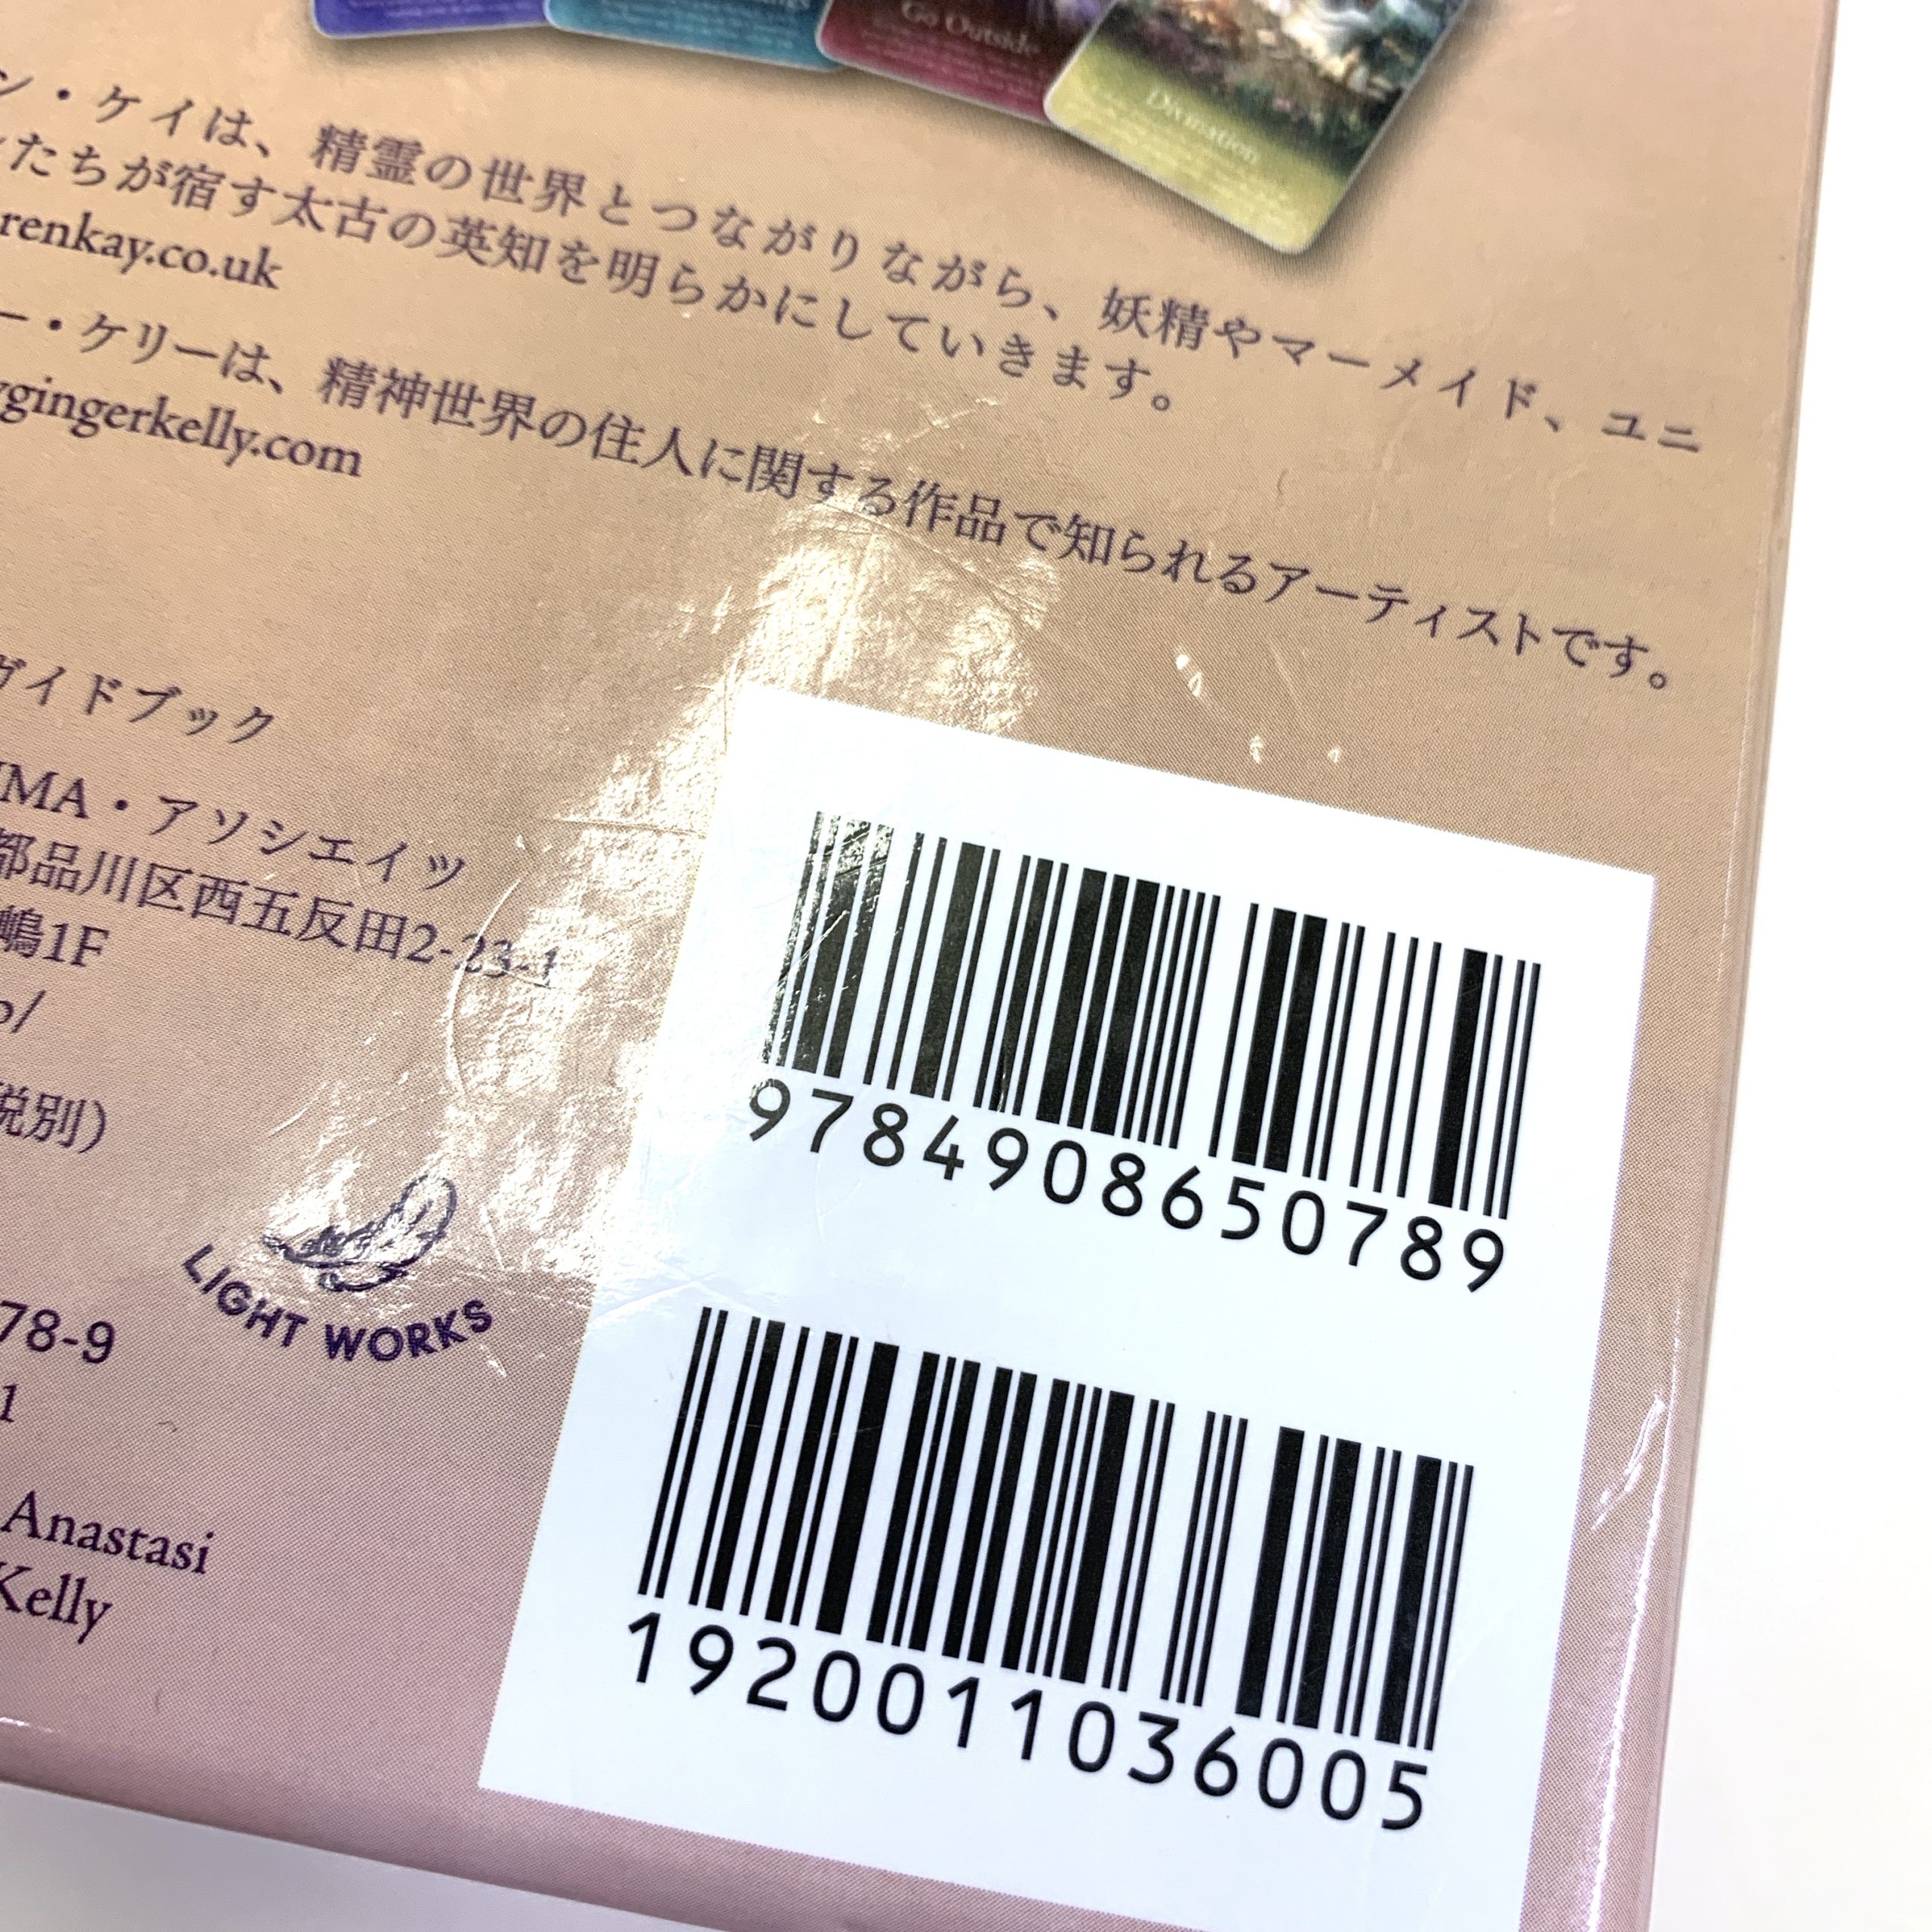 Go Outside
Divination
ン・ケイは、精霊の世界とつながりながら、妖精やマーメイド、ユニ
たちが宿す太古の英知を明らかにしていきます。
renkay.co.uk
ー・ケリーは、精神世界の住人に関する作品で知られるアーティストです。
gingerkelly.com
ガイドブック
MA・アソシエイツ
都品川区西五反田2-23-1
嶋1F
o/
税別）
LIGHT WORKS
78-9
1
Anastasi
Kelly
9784908650789
1920011036005